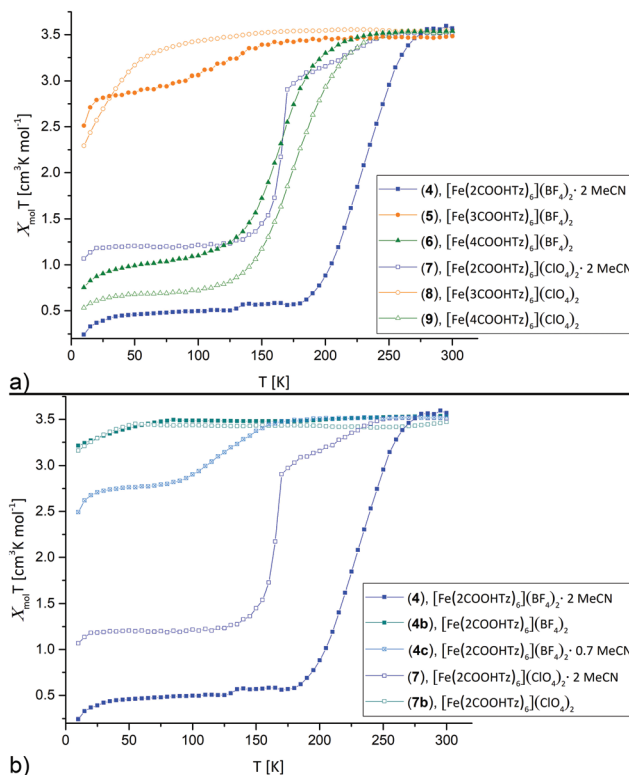 3.5
3.0
2.5
2.0
1.5
1.0
0.5
0.0
XmolT [cm³K mol⁻¹]
(4), [Fe(2COOHTz)₆](BF₄)₂· 2 MeCN
(5), [Fe(3COOHTz)₆](BF₄)₂
(6), [Fe(4COOHTz)₆](BF₄)₂
(7), [Fe(2COOHTz)₆](ClO₄)₂· 2 MeCN
(8), [Fe(3COOHTz)₆](ClO₄)₂
(9), [Fe(4COOHTz)₆](ClO₄)₂
0 50 100 150 200 250 300
T [K]
a)
3.5
3.0
2.5
2.0
1.5
1.0
0.5
XmolT [cm³K mol⁻¹]
(4), [Fe(2COOHTz)₆](BF₄)₂· 2 MeCN
(4b), [Fe(2COOHTz)₆](BF₄)₂
(4c), [Fe(2COOHTz)₆](BF₄)₂· 0.7 MeCN
(7), [Fe(2COOHTz)₆](ClO₄)₂· 2 MeCN
(7b), [Fe(2COOHTz)₆](ClO₄)₂
0 50 100 150 200 250 300
T [K]
b)